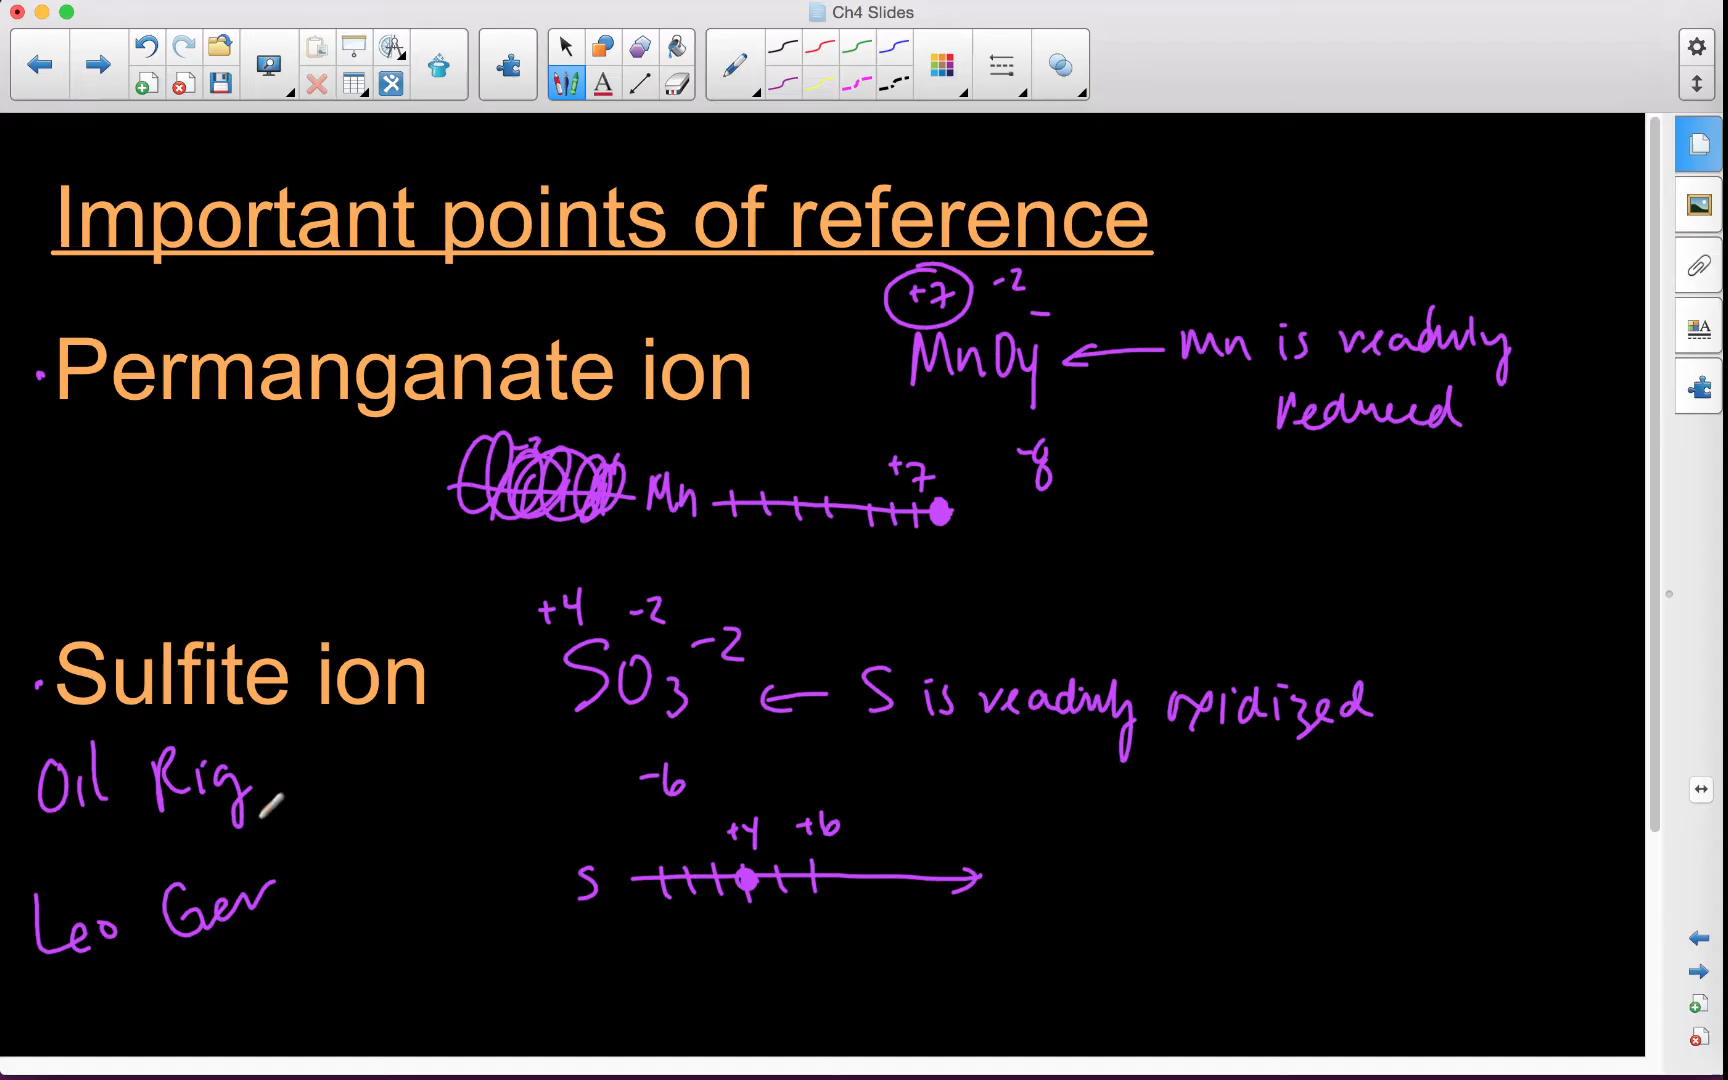 Ch4 Slides
Important points of reference
+7 -2
· Permanganate ion MnO4 – ← Mn is readily
reduced
-8
Mn +7
+4 -2
· Sulfite ion SO3 -2 ← S is readily oxidized
Oil Rig
-6
+4 +6
S
Leo Ger